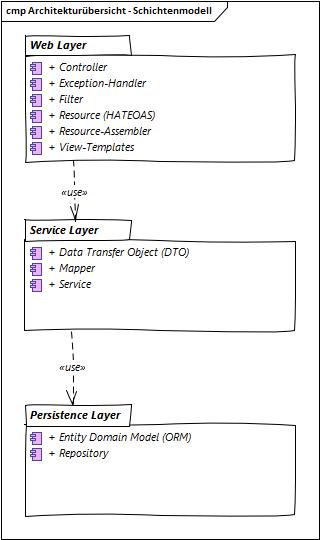 cmp Architekturübersicht - Schichtenmodell
Web Layer
+ Controller
+ Exception-Handler
+ Filter
+ Resource (HATEOAS)
+ Resource-Assembler
+ View-Templates
«use»
Service Layer
+ Data Transfer Object (DTO)
+ Mapper
+ Service
«use»
Persistence Layer
+ Entity Domain Model (ORM)
+ Repository